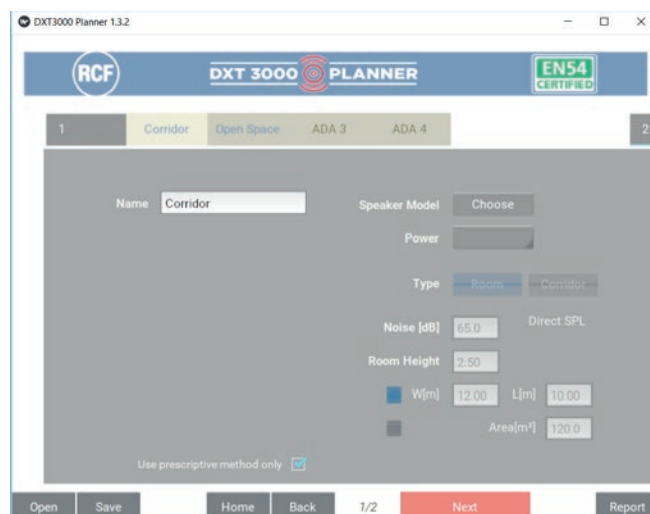 DXT3000 Planner 1.3.2
RCF
DXT 3000 PLANNER
EN54
CERTIFIED
1 Corridor Open Space ADA 3 ADA 4 2
Name Corridor Speaker Model Choose
Power
Type Room Corridor
Noise [dB] 65.0 Direct SPL
Room Height 2.50
W[m] 12.00 L[m] 10.00
Area[m²] 120.0
Use prescriptive method only
Open Save Home Back 1/2 Next Report